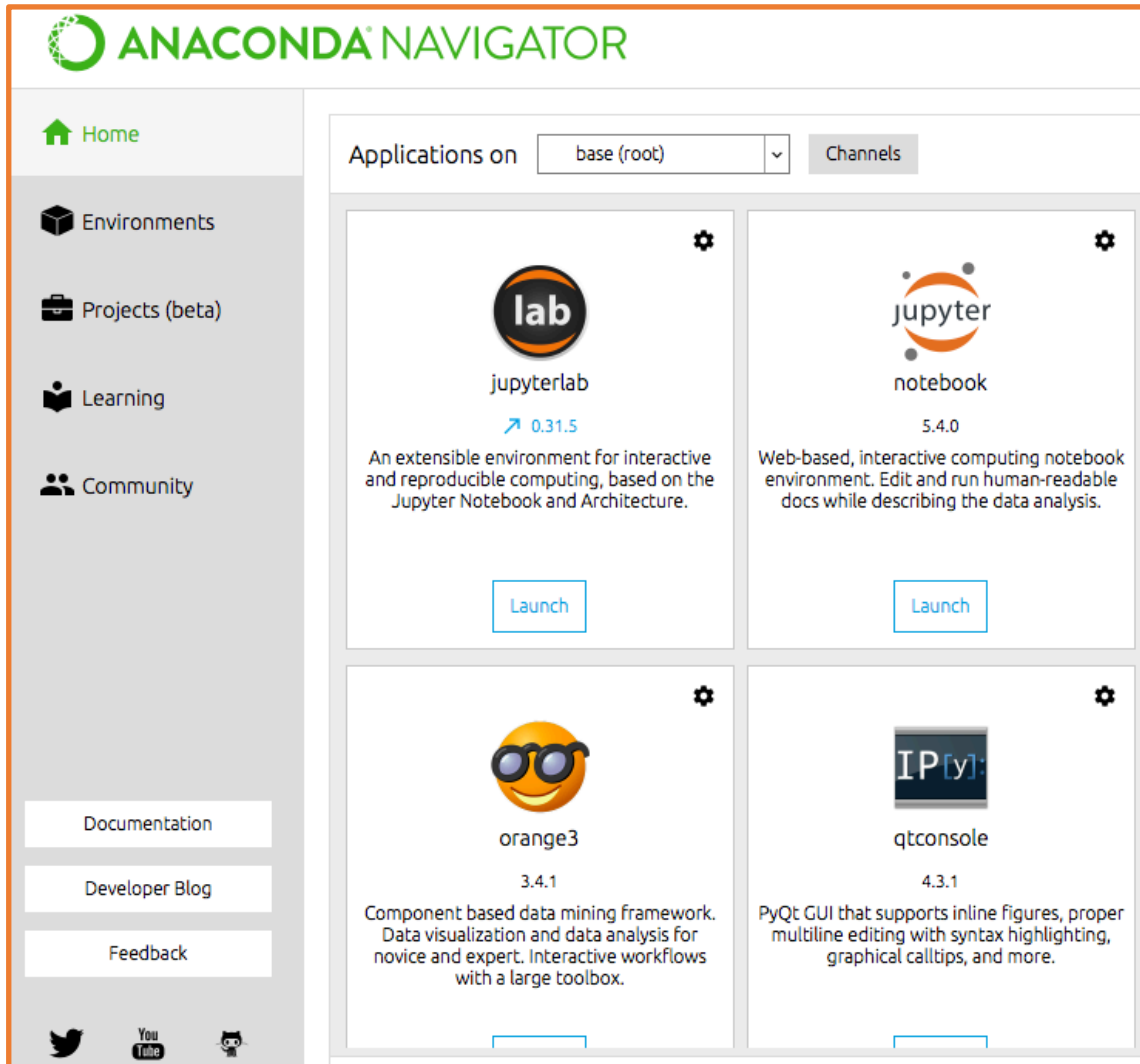 ANACONDA NAVIGATOR
Home
Environments
Projects (beta)
Learning
Community
Documentation
Developer Blog
Feedback
You
Tube
Applications on base (root) Channels
lab
jupyterlab
0.31.5
An extensible environment for interactive
and reproducible computing, based on the
Jupyter Notebook and Architecture.
Launch
jupyter
notebook
5.4.0
Web-based, interactive computing notebook
environment. Edit and run human-readable
docs while describing the data analysis.
Launch
orange3
3.4.1
Component based data mining framework.
Data visualization and data analysis for
novice and expert. Interactive workflows
with a large toolbox.
IP[y]:
qtconsole
4.3.1
PyQt GUI that supports inline figures, proper
multiline editing with syntax highlighting,
graphical calltips, and more.